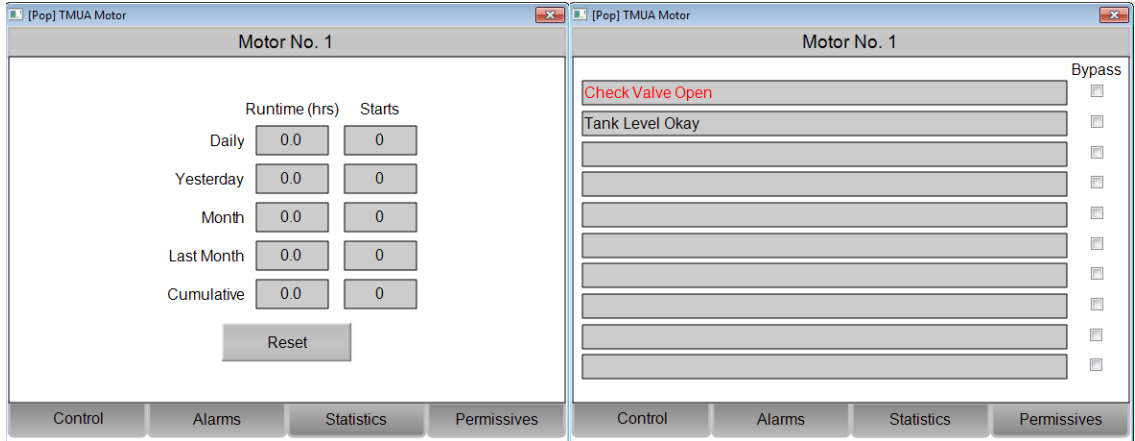 [Pop] TMUA Motor
Motor No. 1
Runtime (hrs) Starts
Daily 0.0 0
Yesterday 0.0 0
Month 0.0 0
Last Month 0.0 0
Cumulative 0.0 0
Reset
Control Alarms Statistics Permissives
[Pop] TMUA Motor
Motor No. 1
Bypass
Check Valve Open
Tank Level Okay
Control Alarms Statistics Permissives